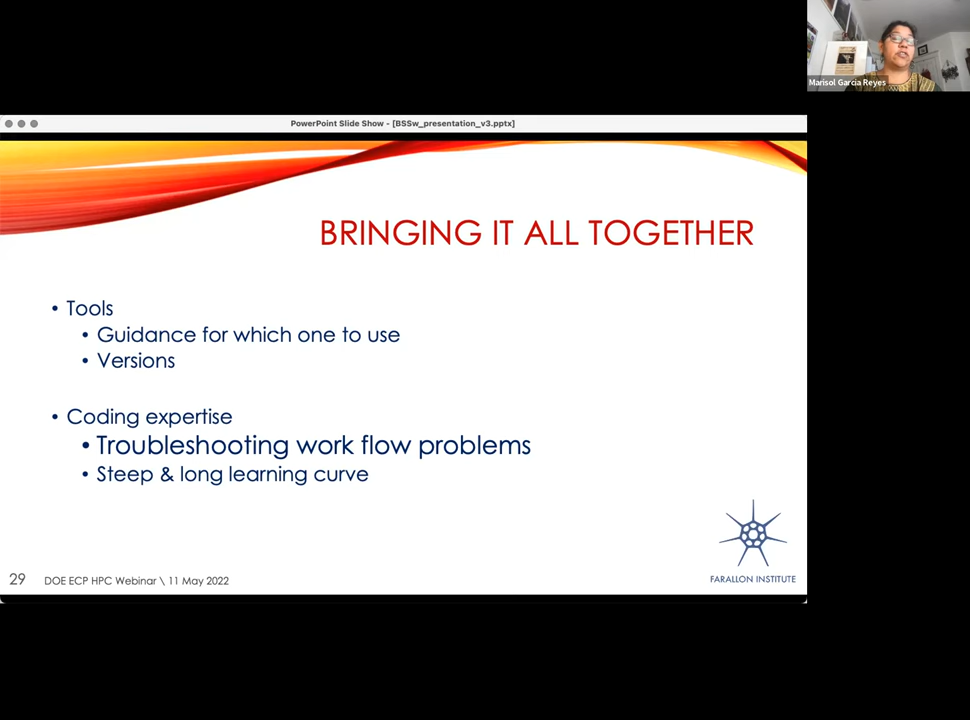 Marisol Garcia Reyes
PowerPoint Slide Show - [BSSw_presentation_v3.pptx]
BRINGING IT ALL TOGETHER
• Tools
• Guidance for which one to use
• Versions
• Coding expertise
• Troubleshooting work flow problems
• Steep & long learning curve
FARALLON INSTITUTE
29 DOE ECP HPC Webinar \ 11 May 2022